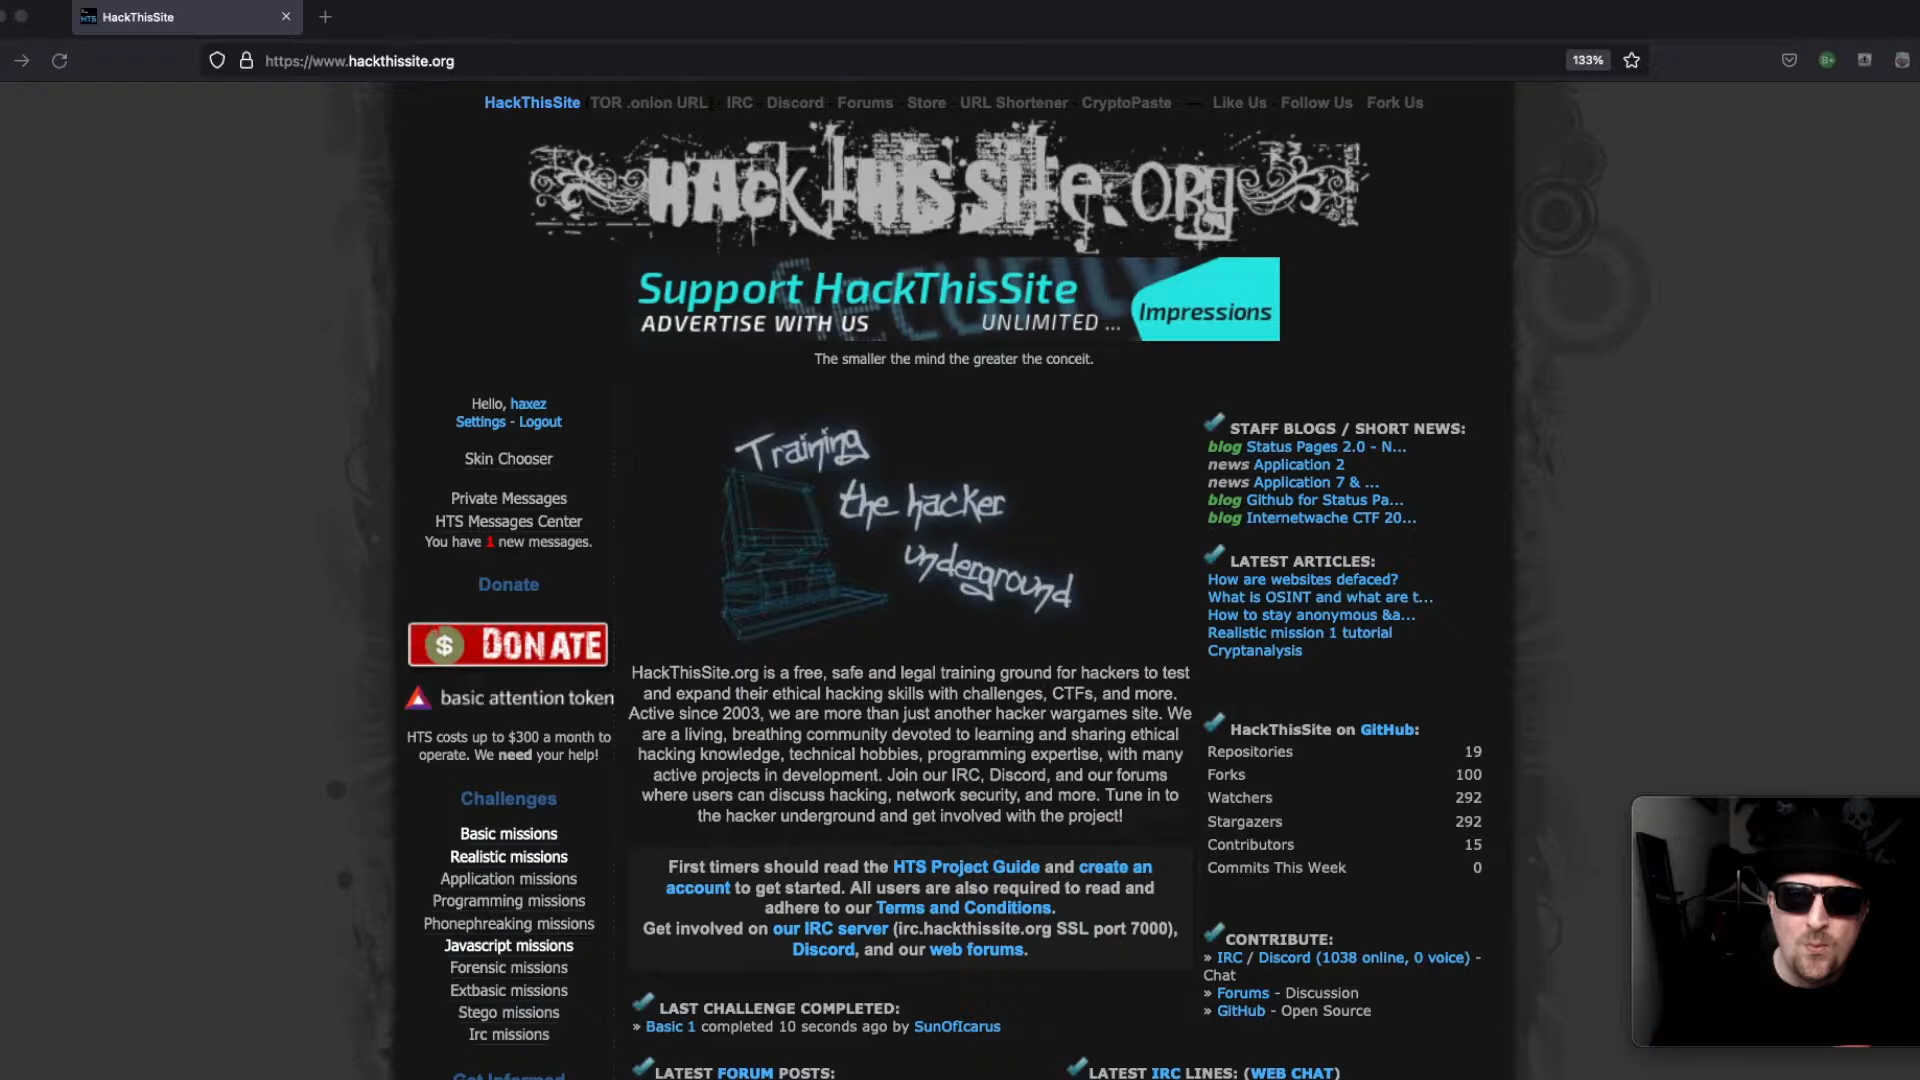 HackThisSite
https://www.hackthissite.org
133%
HackThisSite TOR .onion URL IRC Discord Forums Store URL Shortener CryptoPaste — Like Us Follow Us Fork Us
HAckTHisSite.ORg
Support HackThisSite
ADVERTISE WITH US UNLIMITED ... Impressions
The smaller the mind the greater the conceit.
Hello, haxez
Settings - Logout
Skin Chooser
Private Messages
HTS Messages Center
You have 1 new messages.
Donate
$ DONATE
basic attention token
HTS costs up to $300 a month to
operate. We need your help!
Challenges
Basic missions
Realistic missions
Application missions
Programming missions
Phonephreaking missions
Javascript missions
Forensic missions
Extbasic missions
Stego missions
Irc missions
Get Informed
Training
the hacker
underground
HackThisSite.org is a free, safe and legal training ground for hackers to test
and expand their ethical hacking skills with challenges, CTFs, and more.
Active since 2003, we are more than just another hacker wargames site. We
are a living, breathing community devoted to learning and sharing ethical
hacking knowledge, technical hobbies, programming expertise, with many
active projects in development. Join our IRC, Discord, and our forums
where users can discuss hacking, network security, and more. Tune in to
the hacker underground and get involved with the project!
First timers should read the HTS Project Guide and create an
account to get started. All users are also required to read and
adhere to our Terms and Conditions.
Get involved on our IRC server (irc.hackthissite.org SSL port 7000),
Discord, and our web forums.
LAST CHALLENGE COMPLETED:
» Basic 1 completed 10 seconds ago by SunOfIcarus
LATEST FORUM POSTS:
LATEST IRC LINES: (WEB CHAT)
STAFF BLOGS / SHORT NEWS:
blog Status Pages 2.0 - N...
news Application 2
news Application 7 & ...
blog Github for Status Pa...
blog Internetwache CTF 20...
LATEST ARTICLES:
How are websites defaced?
What is OSINT and what are t...
How to stay anonymous &a...
Realistic mission 1 tutorial
Cryptanalysis
HackThisSite on GitHub:
Repositories 19
Forks 100
Watchers 292
Stargazers 292
Contributors 15
Commits This Week 0
CONTRIBUTE:
» IRC / Discord (1038 online, 0 voice) -
Chat
» Forums - Discussion
» GitHub - Open Source